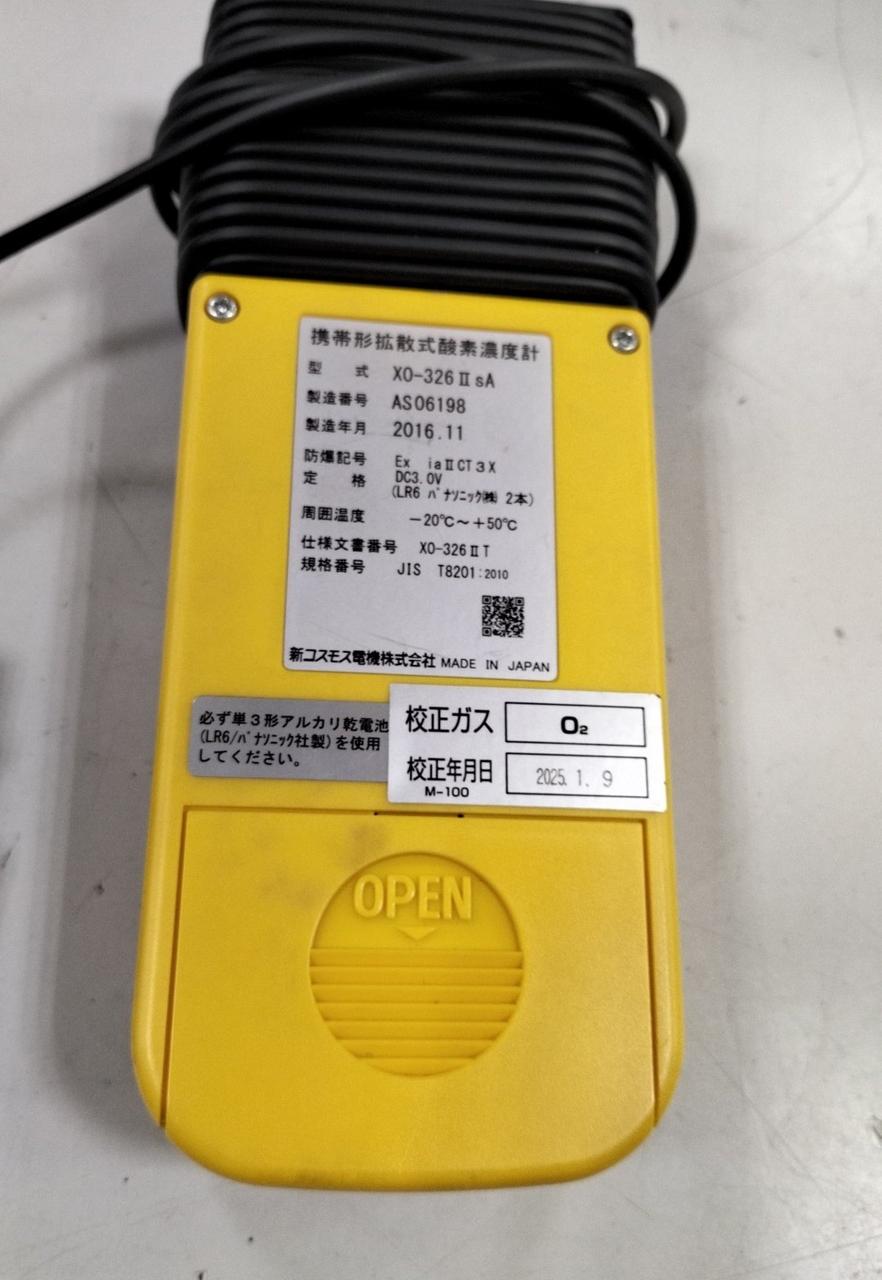 携帯形拡散式酸素濃度計
型 式 XO-326ⅡsA
製造番号 AS06198
製造年月 2016.11
防爆記号 Ex iaⅡCT3X
定 格 DC3.0V
(LR6 パナソニック㈱ 2本)
周囲温度 -20℃～+50℃
仕様文書番号 XO-326ⅡT
規格番号 JIS T8201:2010
新コスモス電機株式会社 MADE IN JAPAN
必ず単3形アルカリ乾電池
(LR6/パナソニック社製)を使用
してください。
校正ガス O₂
校正年月日 2025. 1. 9
M-100
OPEN